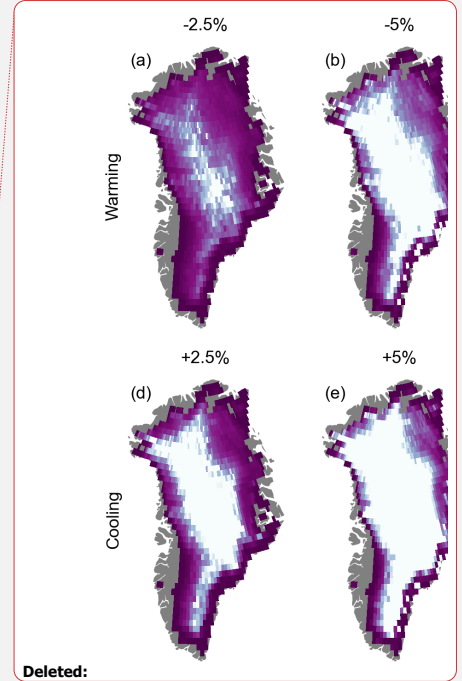 -2.5% -5%
(a) (b)
Warming
+2.5% +5%
(d) (e)
Cooling
Deleted: